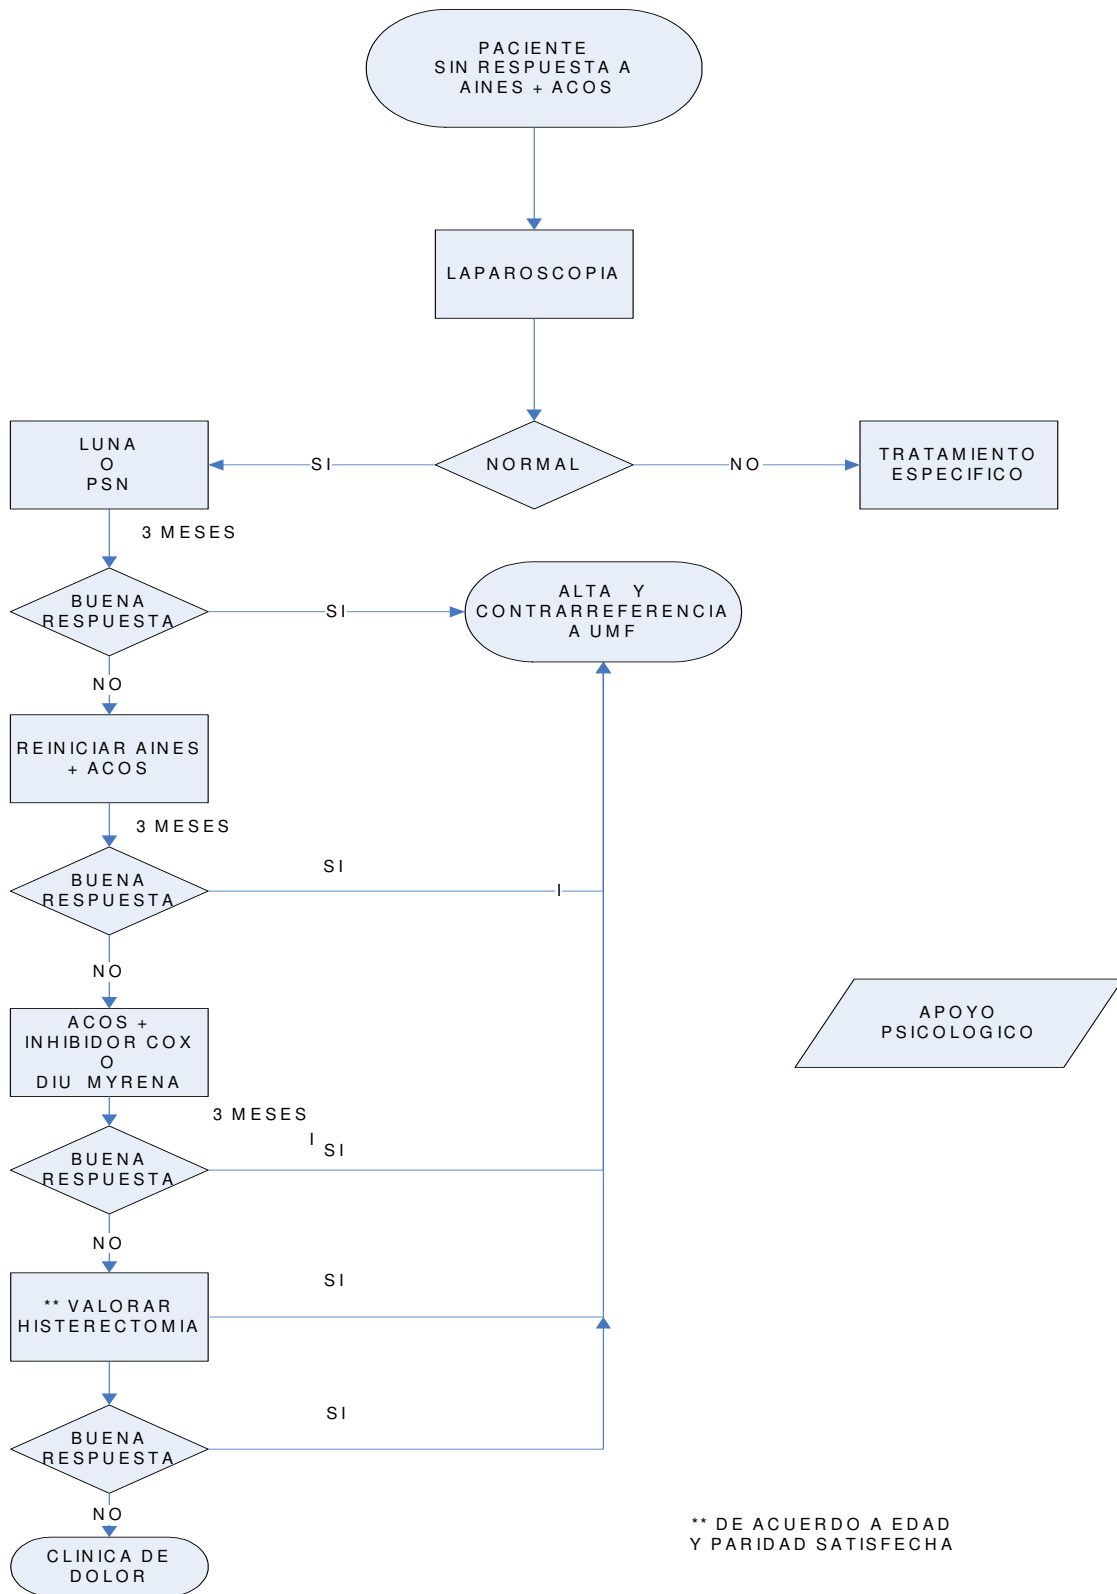 PACIENTE
SIN RESPUESTA A
AINES + ACOS
LAPAROSCOPIA
LUNA
O
PSN
SI
NORMAL
NO
TRATAMIENTO
ESPECIFICO
3 MESES
BUENA
RESPUESTA
SI
ALTA Y
CONTRARREFERENCIA
A UMF
NO
REINICIAR AINES
+ ACOS
3 MESES
BUENA
RESPUESTA
SI
I
NO
ACOS +
INHIBIDOR COX
O
DIU MYRENA
APOYO
PSICOLOGICO
3 MESES
I
SI
BUENA
RESPUESTA
NO
** VALORAR
HISTERECTOMIA
SI
BUENA
RESPUESTA
SI
NO
CLINICA DE
DOLOR
** DE ACUERDO A EDAD
Y PARIDAD SATISFECHA